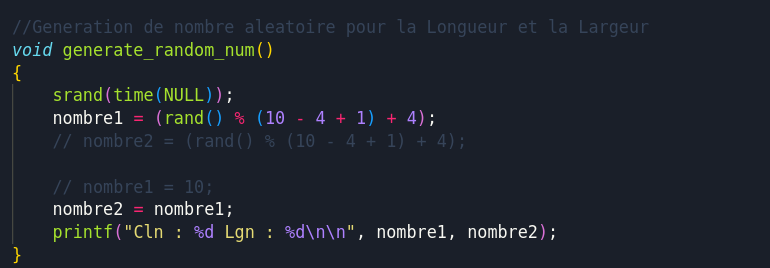 //Generation de nombre aleatoire pour la Longueur et la Largeur
void generate_random_num()
{
    srand(time(NULL));
    nombre1 = (rand() % (10 - 4 + 1) + 4);
    // nombre2 = (rand() % (10 - 4 + 1) + 4);

    // nombre1 = 10;
    nombre2 = nombre1;
    printf("Cln : %d Lgn : %d\n\n", nombre1, nombre2);
}